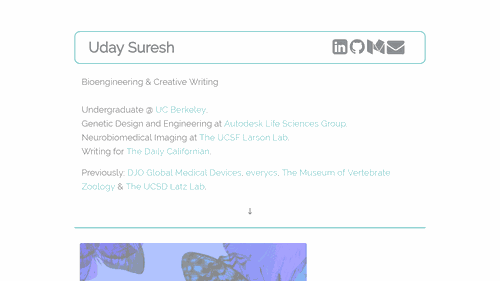 Uday Suresh
Bioengineering & Creative Writing
Undergraduate @ UC Berkeley.
Genetic Design and Engineering at Autodesk Life Sciences Group.
Neurobiomedical Imaging at The UCSF Larson Lab.
Writing for The Daily Californian.
Previously: DJO Global Medical Devices, everycs, The Museum of Vertebrate
Zoology & The UCSD Latz Lab.